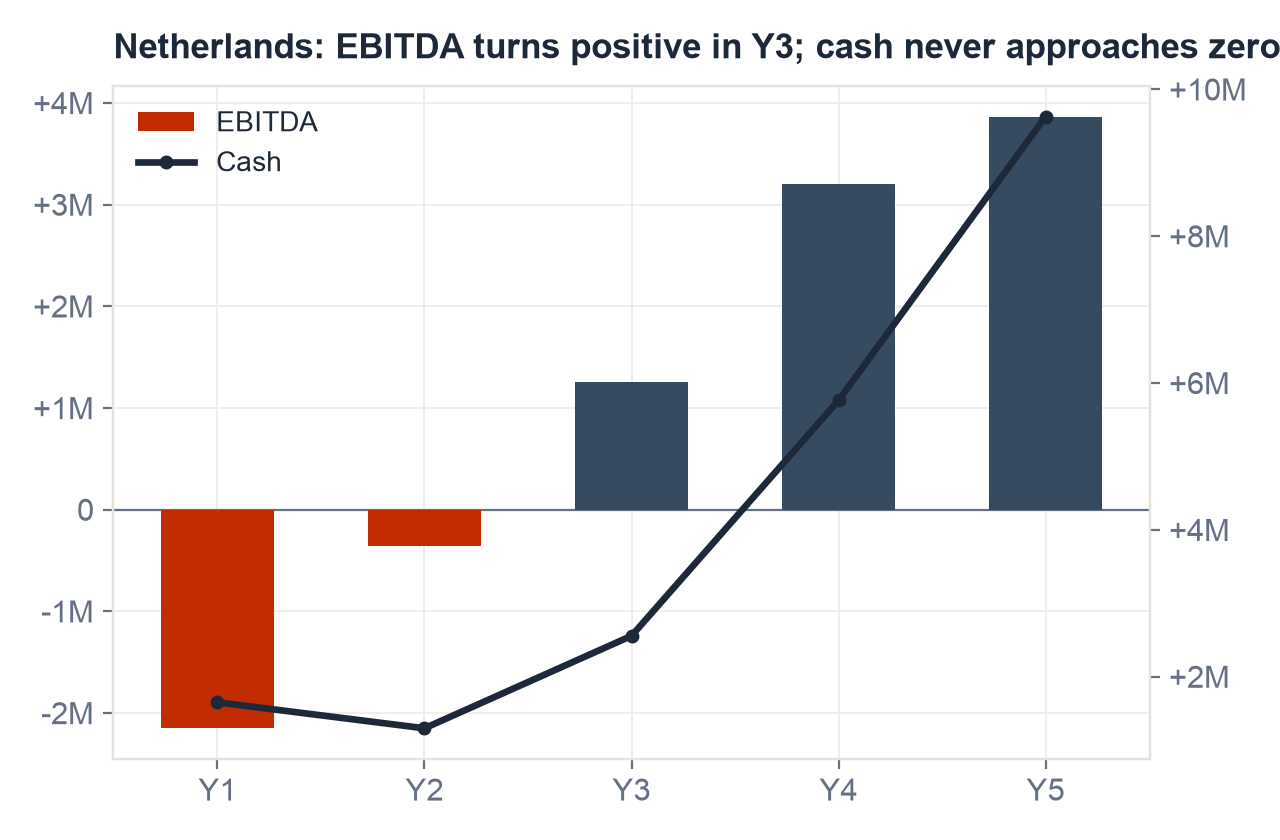 Netherlands: EBITDA turns positive in Y3; cash never approaches zero
EBITDA
Cash
+4M
+3M
+2M
+1M
0
-1M
-2M
+10M
+8M
+6M
+4M
+2M
Y1 Y2 Y3 Y4 Y5